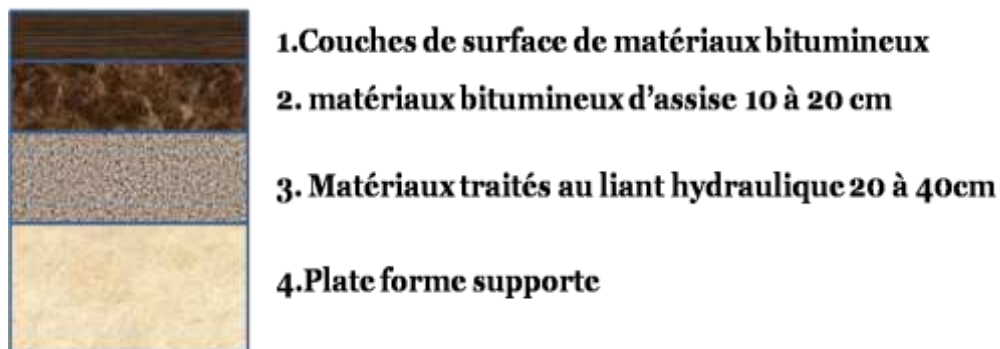 1.Couches de surface de matériaux bitumineux
2. matériaux bitumineux d'assise 10 à 20 cm
3. Matériaux traités au liant hydraulique 20 à 40cm
4.Plate forme supporte